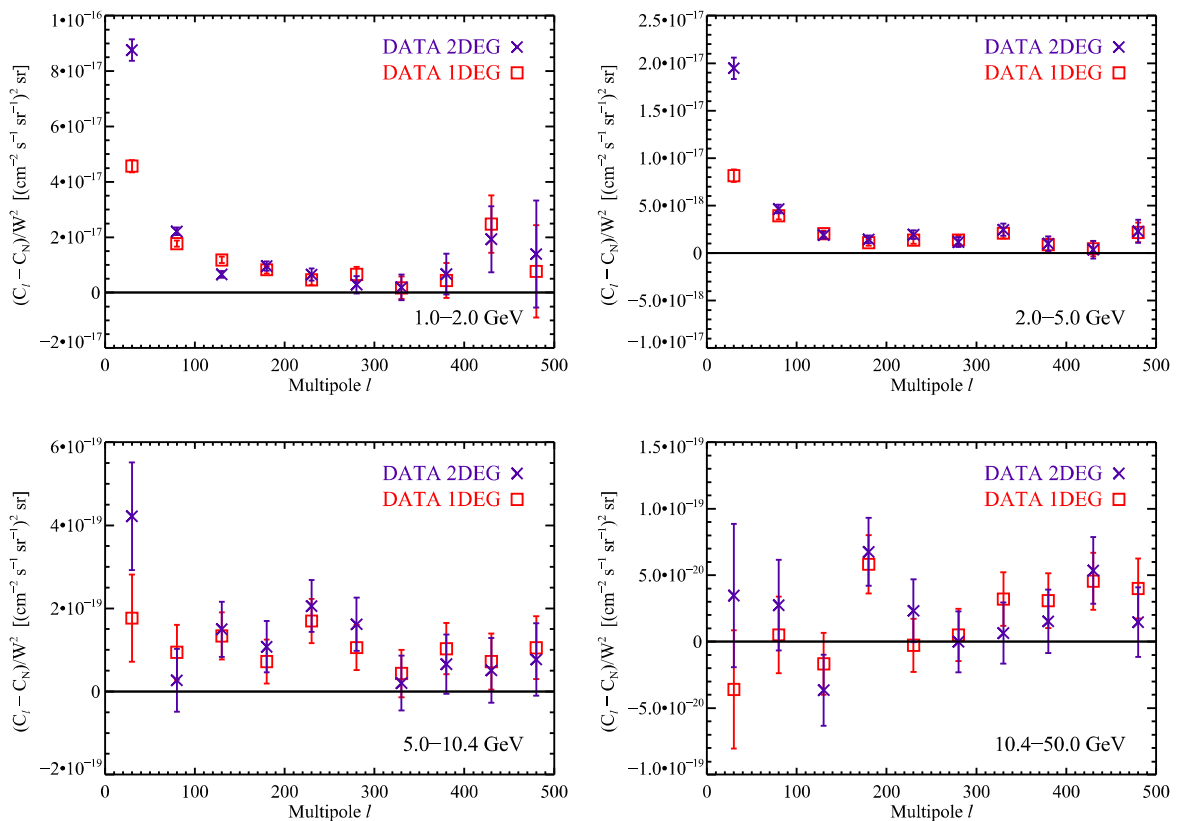 1•10⁻¹⁶
8•10⁻¹⁷
6•10⁻¹⁷
4•10⁻¹⁷
2•10⁻¹⁷
0
−2•10⁻¹⁷
(Cₗ − C_N)/W² [(cm⁻² s⁻¹ sr⁻¹)² sr]
DATA 2DEG
DATA 1DEG
1.0−2.0 GeV
0 100 200 300 400 500
Multipole l
2.5•10⁻¹⁷
2.0•10⁻¹⁷
1.5•10⁻¹⁷
1.0•10⁻¹⁷
5.0•10⁻¹⁸
0
−5.0•10⁻¹⁸
−1.0•10⁻¹⁷
(Cₗ − C_N)/W² [(cm⁻² s⁻¹ sr⁻¹)² sr]
DATA 2DEG
DATA 1DEG
2.0−5.0 GeV
0 100 200 300 400 500
Multipole l
6•10⁻¹⁹
4•10⁻¹⁹
2•10⁻¹⁹
0
−2•10⁻¹⁹
(Cₗ − C_N)/W² [(cm⁻² s⁻¹ sr⁻¹)² sr]
DATA 2DEG
DATA 1DEG
5.0−10.4 GeV
0 100 200 300 400 500
Multipole l
1.5•10⁻¹⁹
1.0•10⁻¹⁹
5.0•10⁻²⁰
0
−5.0•10⁻²⁰
−1.0•10⁻¹⁹
(Cₗ − C_N)/W² [(cm⁻² s⁻¹ sr⁻¹)² sr]
DATA 2DEG
DATA 1DEG
10.4−50.0 GeV
0 100 200 300 400 500
Multipole l